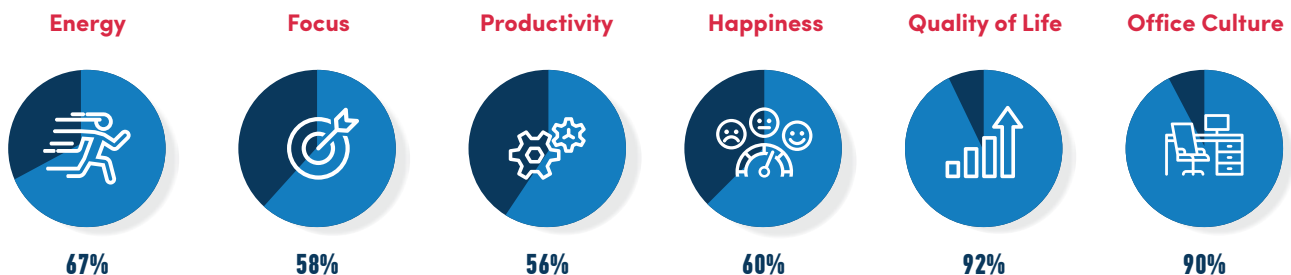 Energy Focus Productivity Happiness Quality of Life Office Culture
67% 58% 56% 60% 92% 90%